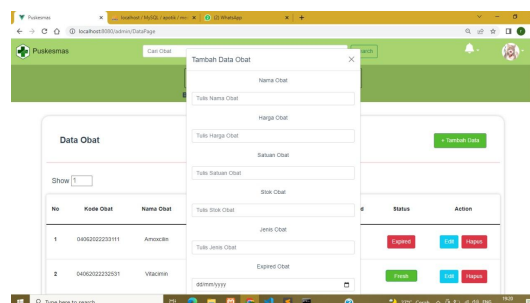 Puskesmas
localhost / MySQL / apotik /
(2) WhatsApp
localhost:8080/admin/DataPage
Puskesmas
Cari Obat
Search
Tambah Data Obat
Nama Obat
Tulis Nama Obat
Harga Obat
Tulis Harga Obat
Satuan Obat
Tulis Satuan Obat
Stok Obat
Tulis Stok Obat
Jenis Obat
Tulis Jenis Obat
Expired Obat
dd/mm/yyyy
Data Obat
+ Tambah Data
Show 1
No Kode Obat Nama Obat Status Action
1 04062022233111 Amoxcilin Expired Edit Hapus
2 04062022232531 Vitacimin Fresh Edit Hapus
Type here to search